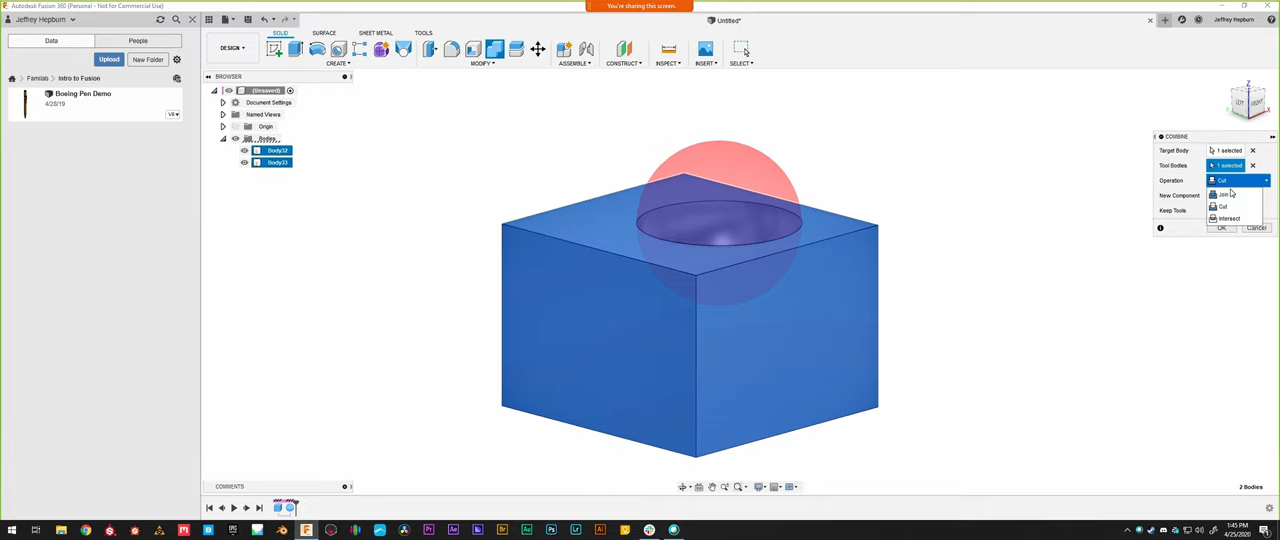 Autodesk Fusion 360 (Personal - Not for Commercial Use)
You're sharing this screen.
Jeffrey Hepburn
Untitled*
Jeffrey Hepburn
Data
People
Upload
New Folder
Familab
Intro to Fusion
Boeing Pen Demo
4/28/19
V8
DESIGN
SOLID
SURFACE
SHEET METAL
TOOLS
CREATE
MODIFY
ASSEMBLE
CONSTRUCT
INSPECT
INSERT
SELECT
BROWSER
(Unsaved)
Document Settings
Named Views
Origin
Bodies
Body32
Body33
Z
LEFT
FRONT
Y
X
COMBINE
Target Body
1 selected
Tool Bodies
1 selected
Operation
Cut
New Component
Join
Cut
Keep Tools
Intersect
OK
Cancel
COMMENTS
2 Bodies
1:45 PM
4/25/2020